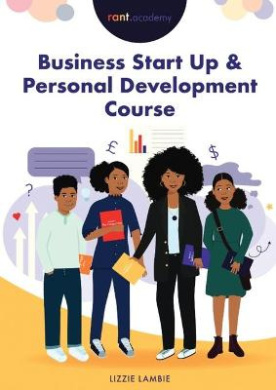 rant.academy
Business Start Up &
Personal Development
Course
£
$
?
LIZZIE LAMBIE